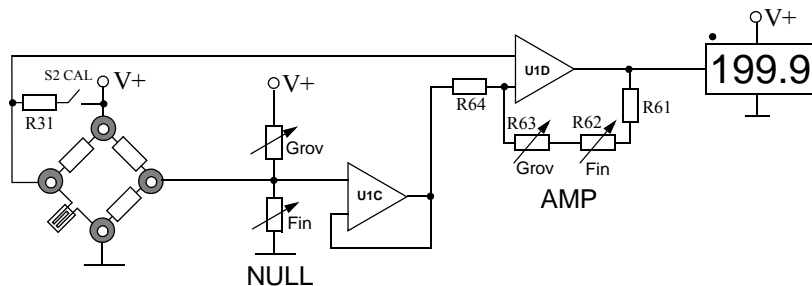 V+
199.9
S2 CAL
V+
U1D
R31
V+
R64
R61
R63
R62
Grov
Grov
Fin
U1C
Fin
AMP
NULL